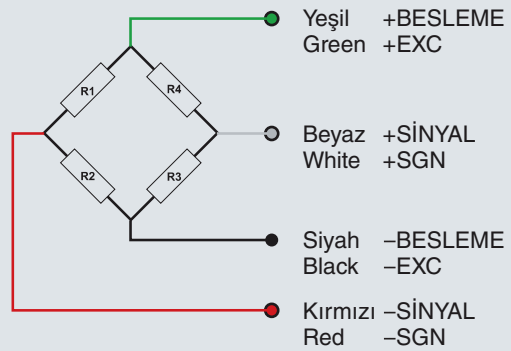 Yeşil +BESLEME
Green +EXC
R1
R4
Beyaz +SİNYAL
White +SGN
R2
R3
Siyah –BESLEME
Black –EXC
Kırmızı –SİNYAL
Red –SGN